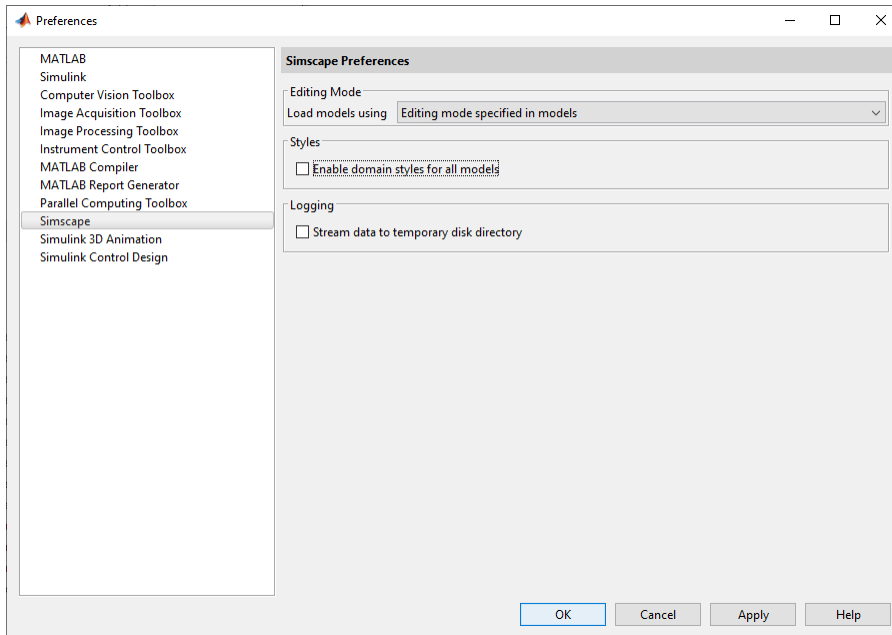 Preferences
MATLAB
Simulink
Computer Vision Toolbox
Image Acquisition Toolbox
Image Processing Toolbox
Instrument Control Toolbox
MATLAB Compiler
MATLAB Report Generator
Parallel Computing Toolbox
Simscape
Simulink 3D Animation
Simulink Control Design
Simscape Preferences
Editing Mode
Load models using Editing mode specified in models
Styles
Enable domain styles for all models
Logging
Stream data to temporary disk directory
OK Cancel Apply Help